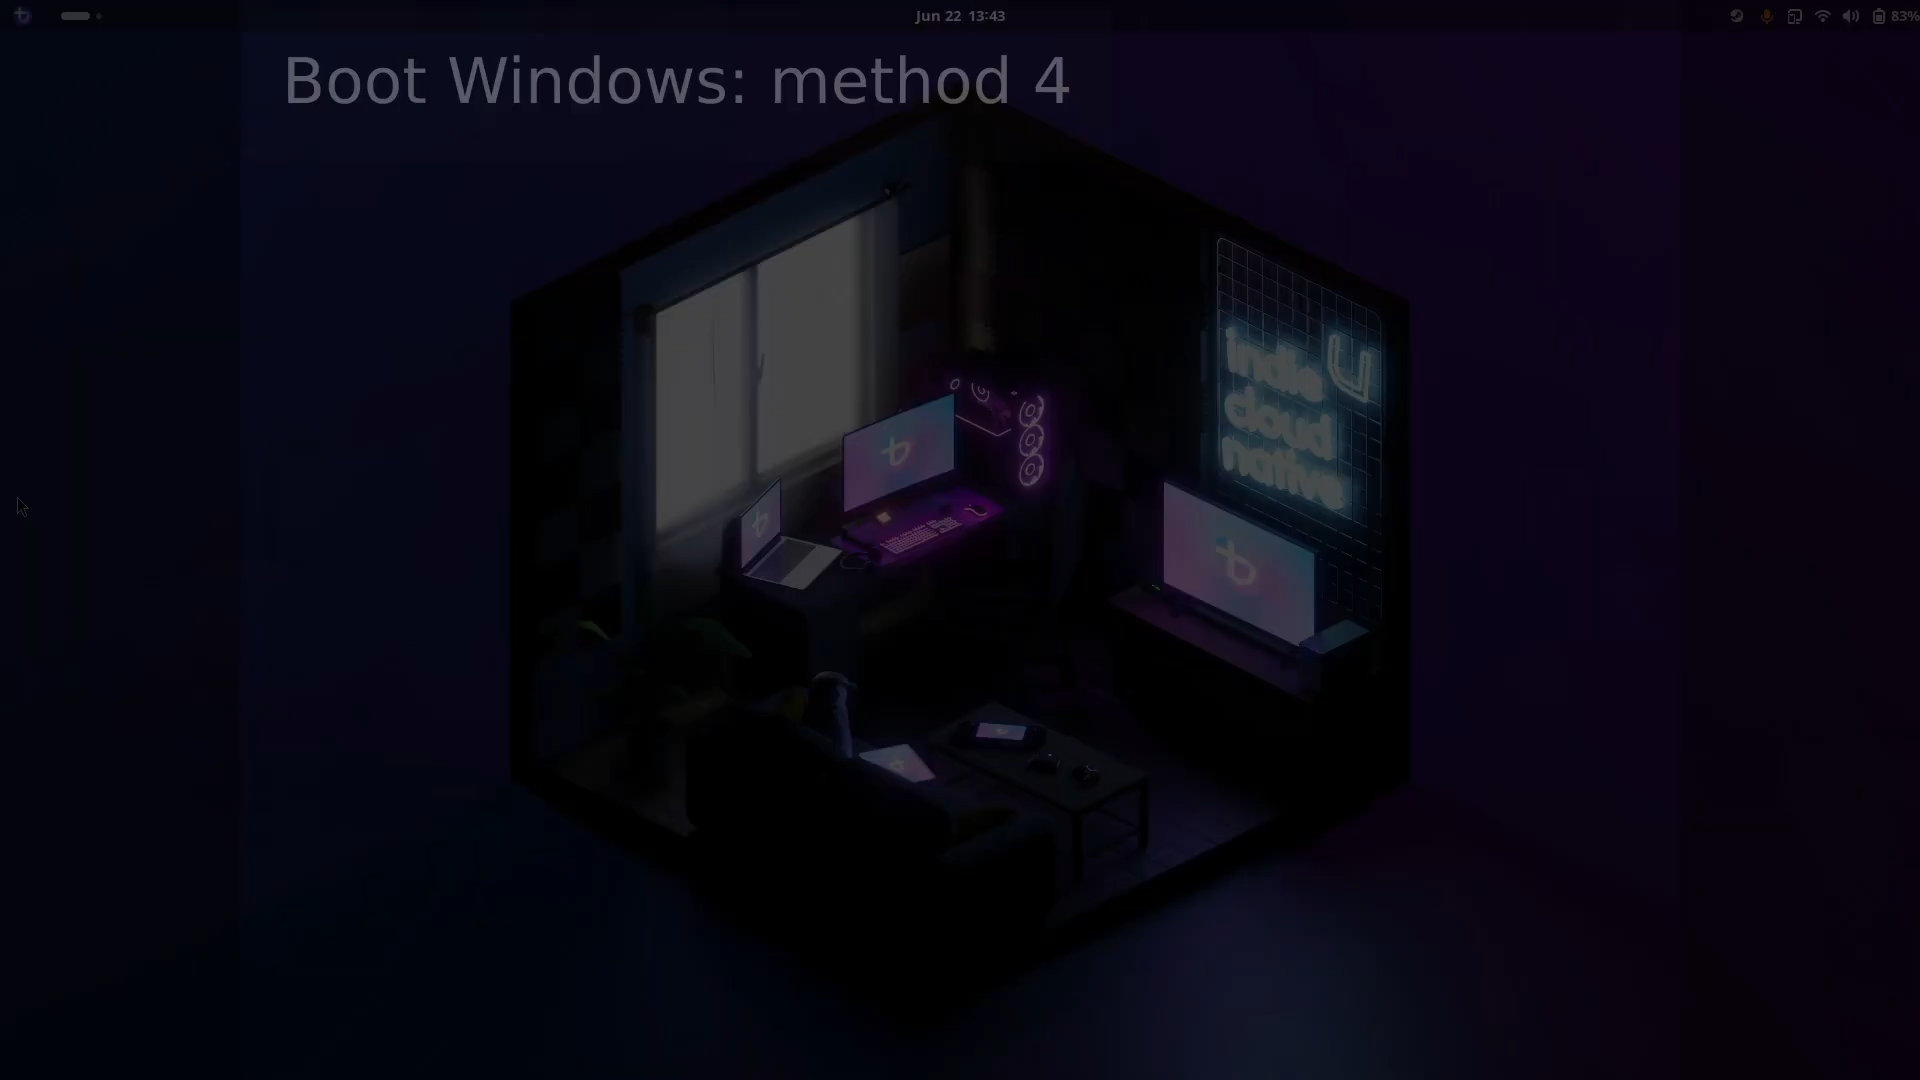 Jun 22 13:43
83%
Boot Windows: method 4
indie
cloud
native